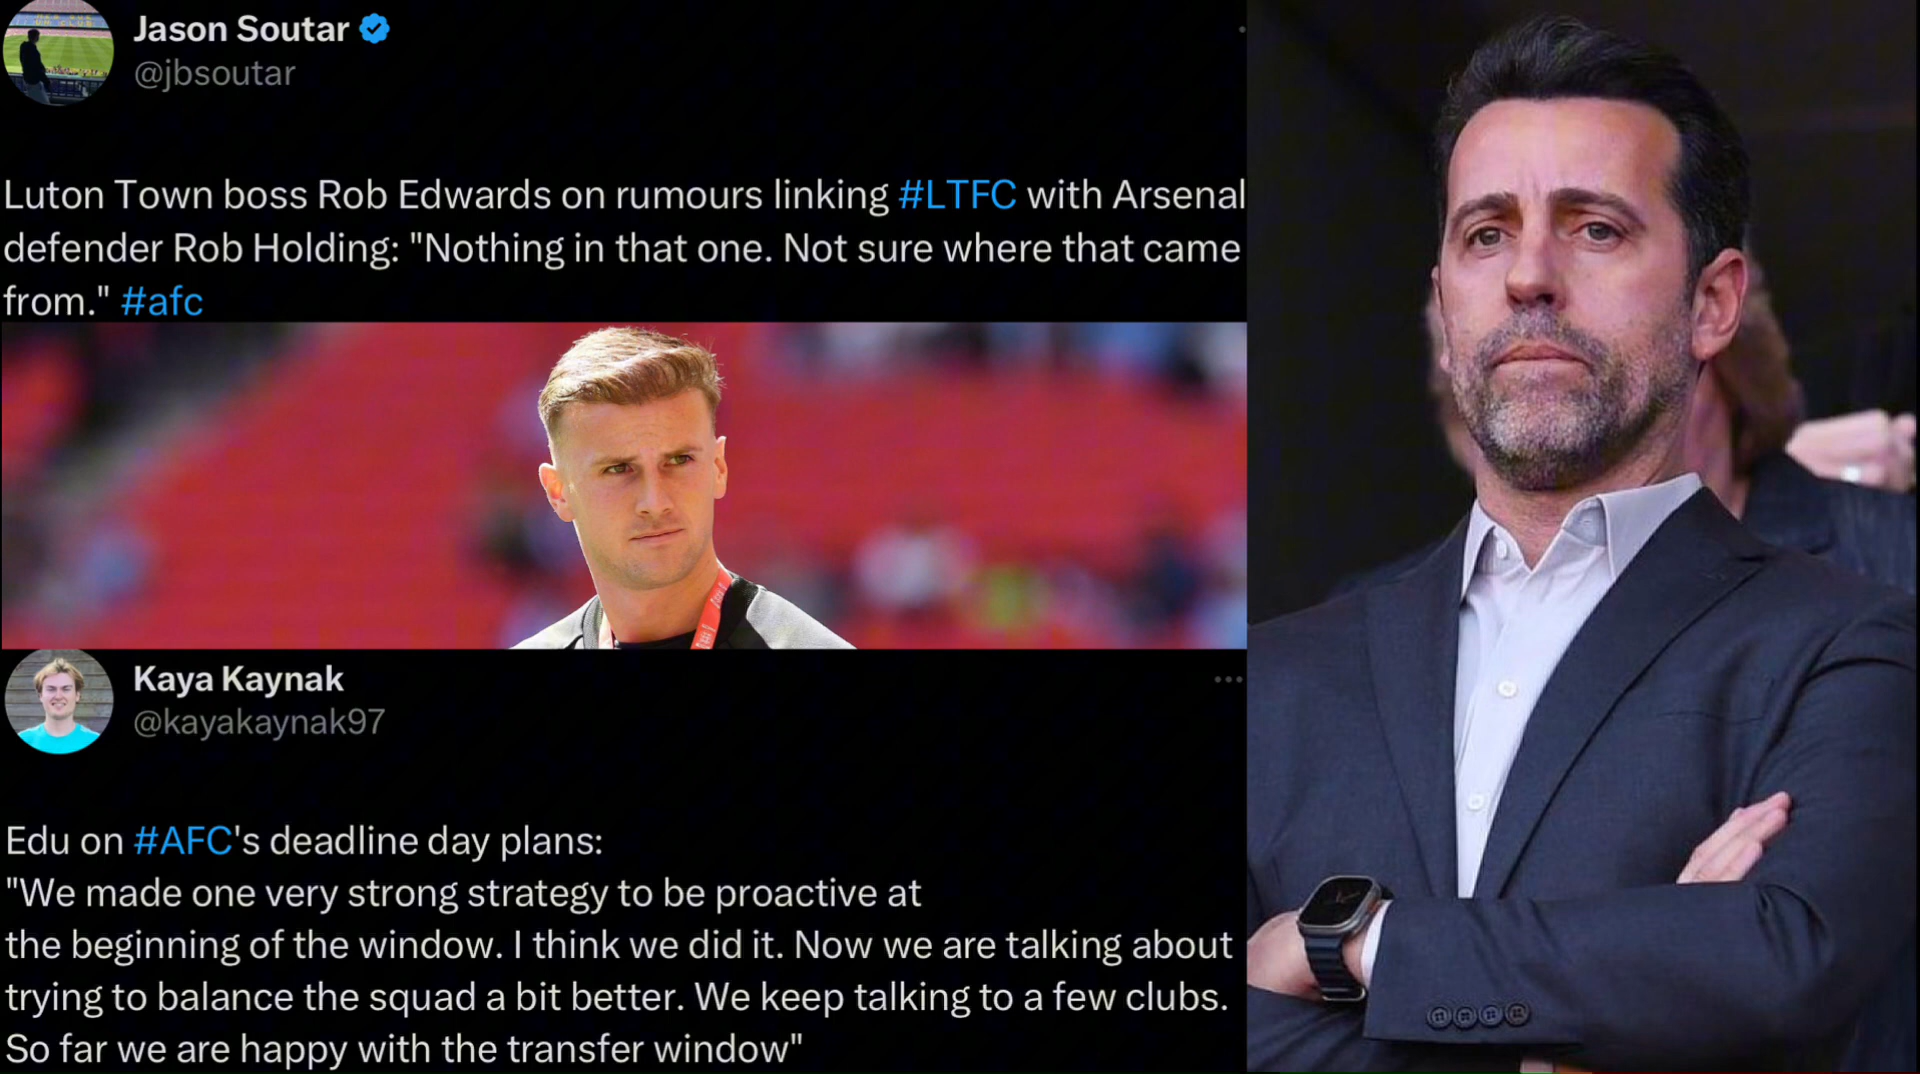 Jason Soutar
@jbsoutar
Luton Town boss Rob Edwards on rumours linking #LTFC with Arsenal
defender Rob Holding: "Nothing in that one. Not sure where that came
from." #afc
Kaya Kaynak
@kayakaynak97
Edu on #AFC's deadline day plans:
"We made one very strong strategy to be proactive at
the beginning of the window. I think we did it. Now we are talking about
trying to balance the squad a bit better. We keep talking to a few clubs.
So far we are happy with the transfer window"